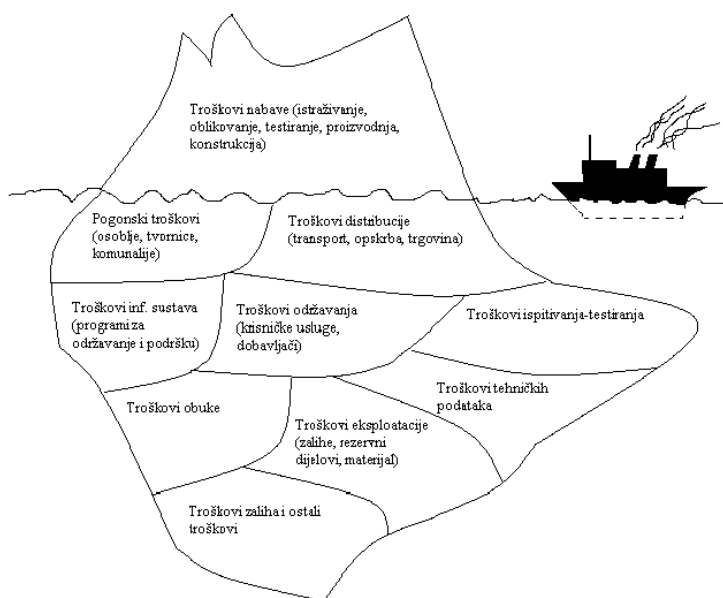 Troškovi nabave (istraživanje,
oblikovanje, testiranje, proizvodnja,
konstrukcija)
Pogonski troškovi
(osoblje, tvornice,
komunalije)
Troškovi distribucije
(transport, opskrba, trgovina)
Troškovi inf. sustava
(programi za
održavanje i podršku)
Troškovi održavanja
(krisničke usluge,
dobavljači)
Troškovi ispitivanja-testiranja
Troškovi tehničkih
podataka
Troškovi obuke
Troškovi eksploatacije
(zalihe, rezervni
dijelovi, materijal)
Troškovi zaliha i ostali
troškovi